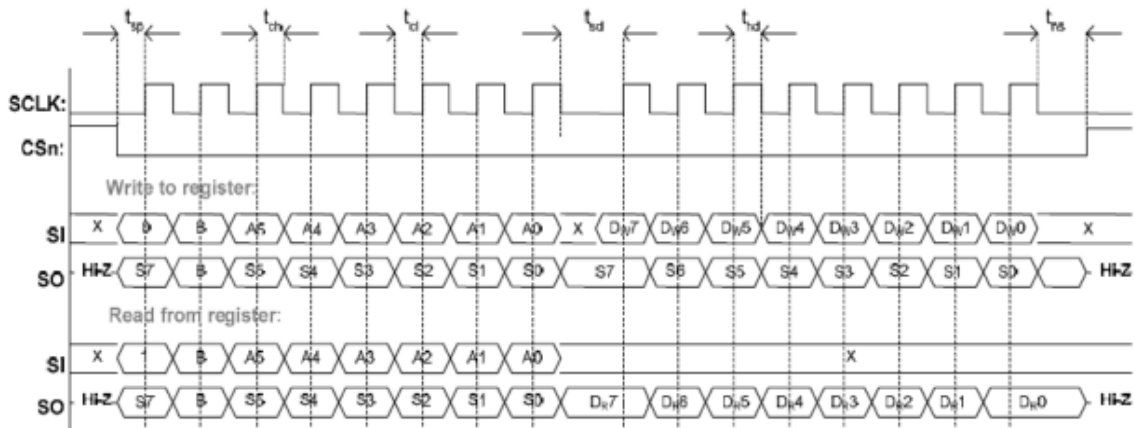 tsp tch tcl tsd thd tns
SCLK:
CSn:
Write to register:
SI X 0 B A5 A4 A3 A2 A1 A0 X DW7 DW6 DW5 DW4 DW3 DW2 DW1 DW0 X
SO Hi-Z S7 B S5 S4 S3 S2 S1 S0 S7 S6 S5 S4 S3 S2 S1 S0 Hi-Z
Read from register:
SI X 1 B A5 A4 A3 A2 A1 A0 X
SO Hi-Z S7 B S5 S4 S3 S2 S1 S0 DR7 DR6 DR5 DR4 DR3 DR2 DR1 DR0 Hi-Z